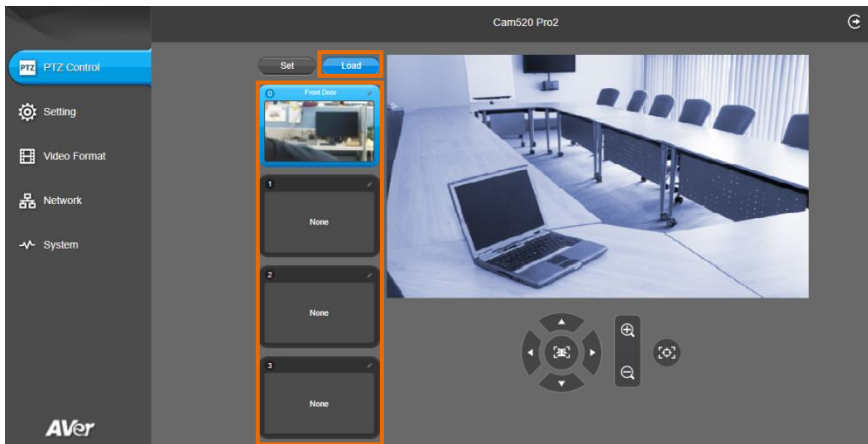 Cam520 Pro2
PTZ PTZ Control
Setting
Video Format
Network
System
AVer
Set
Load
0 Front Door
1
None
2
None
3
None